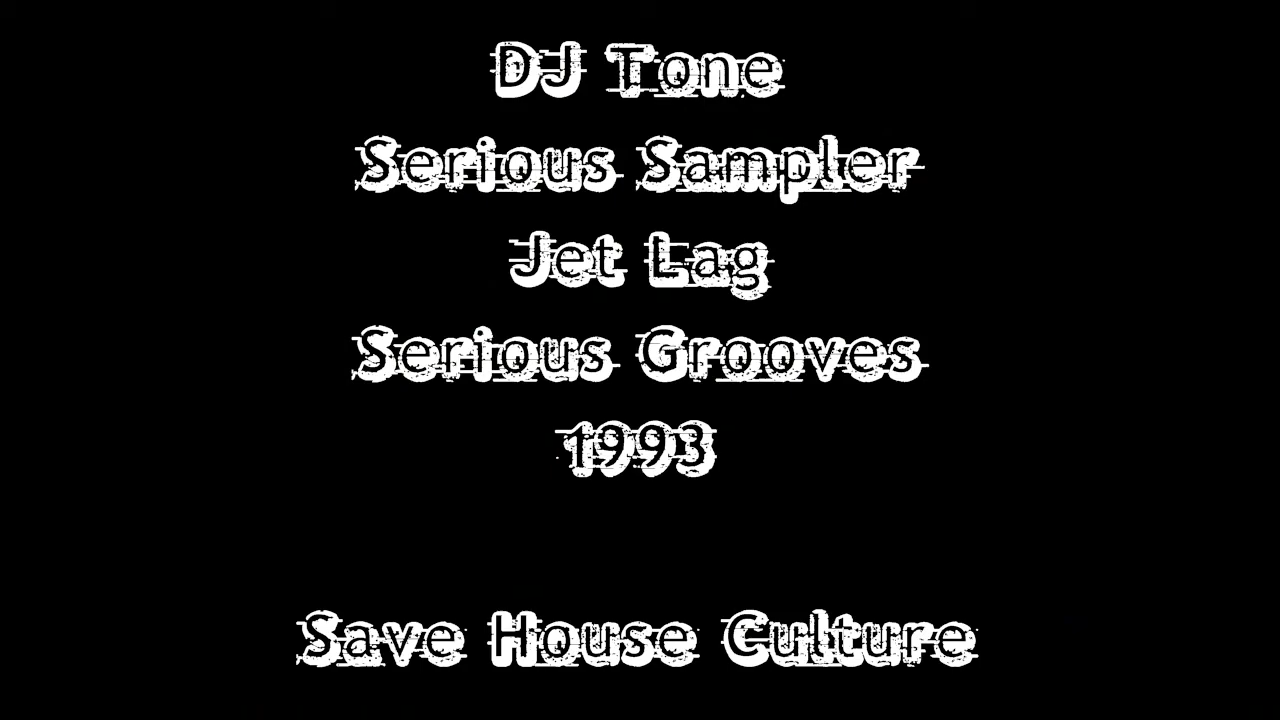 DJ Tone
Serious Sampler
Jet Lag
Serious Grooves
1993
Save House Culture